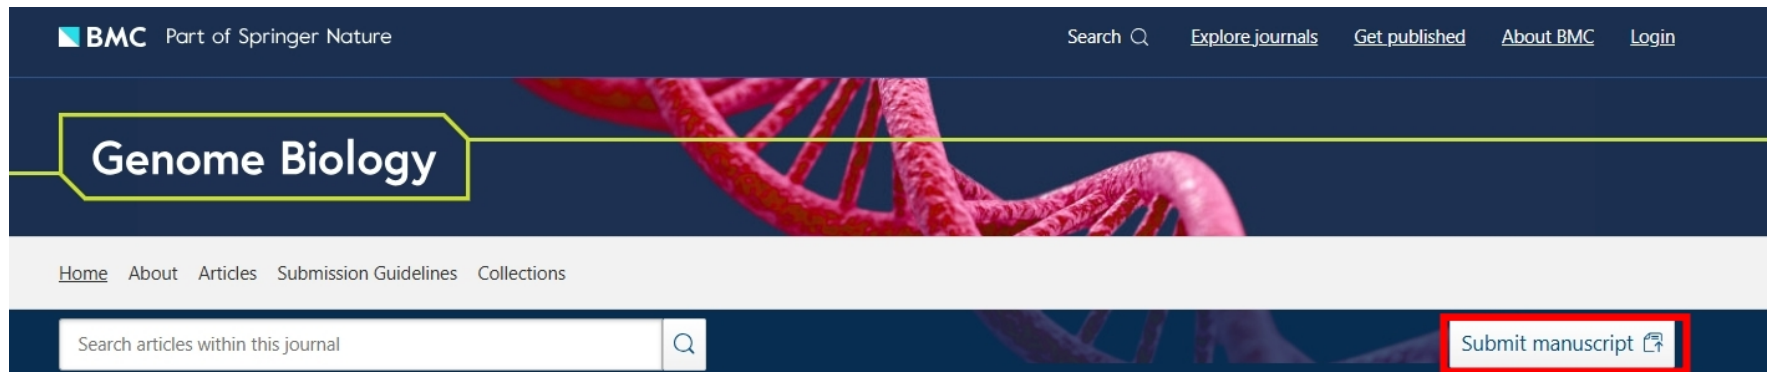 BMC Part of Springer Nature
Search Explore journals Get published About BMC Login
Genome Biology
Home About Articles Submission Guidelines Collections
Search articles within this journal
Submit manuscript